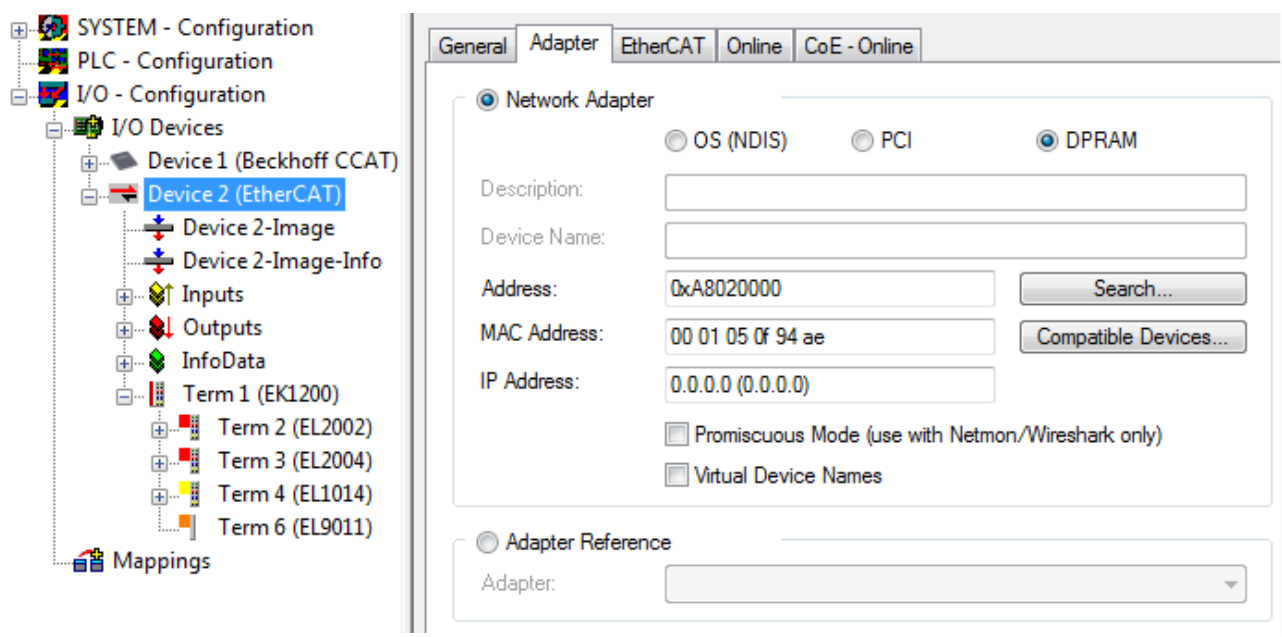 SYSTEM - Configuration
PLC - Configuration
I/O - Configuration
I/O Devices
Device 1 (Beckhoff CCAT)
Device 2 (EtherCAT)
Device 2-Image
Device 2-Image-Info
Inputs
Outputs
InfoData
Term 1 (EK1200)
Term 2 (EL2002)
Term 3 (EL2004)
Term 4 (EL1014)
Term 6 (EL9011)
Mappings
General Adapter EtherCAT Online CoE - Online
Network Adapter
OS (NDIS) PCI DPRAM
Description:
Device Name:
Address: 0xA8020000 Search...
MAC Address: 00 01 05 0f 94 ae Compatible Devices...
IP Address: 0.0.0.0 (0.0.0.0)
Promiscuous Mode (use with Netmon/Wireshark only)
Virtual Device Names
Adapter Reference
Adapter: